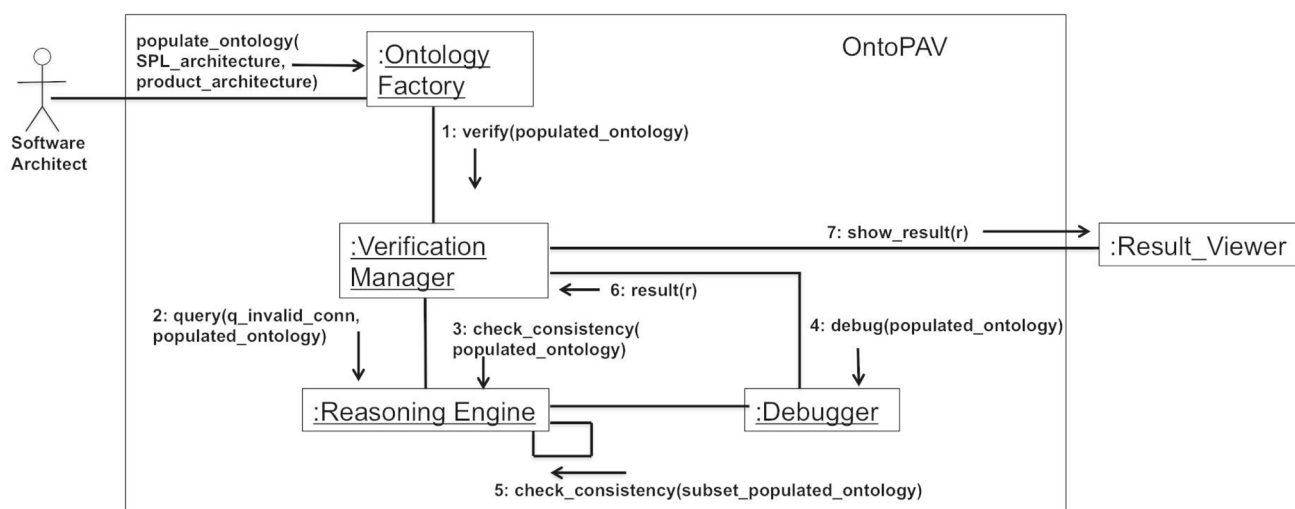 populate_ontology(
SPL_architecture,
product_architecture)
:Ontology
Factory
OntoPAV
Software
Architect
1: verify(populated_ontology)
:Verification
Manager
7: show_result(r)
:Result_Viewer
6: result(r)
2: query(q_invalid_conn,
populated_ontology)
3: check_consistency(
populated_ontology)
4: debug(populated_ontology)
:Reasoning Engine
:Debugger
5: check_consistency(subset_populated_ontology)